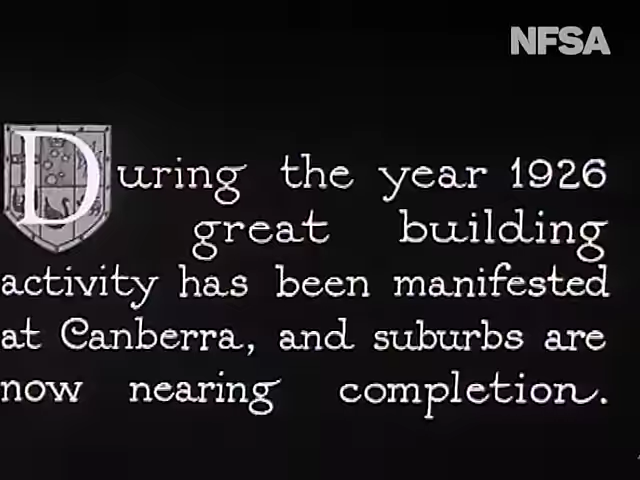 NFSA
During the year 1926
great building
activity has been manifested
at Canberra, and suburbs are
now nearing completion.